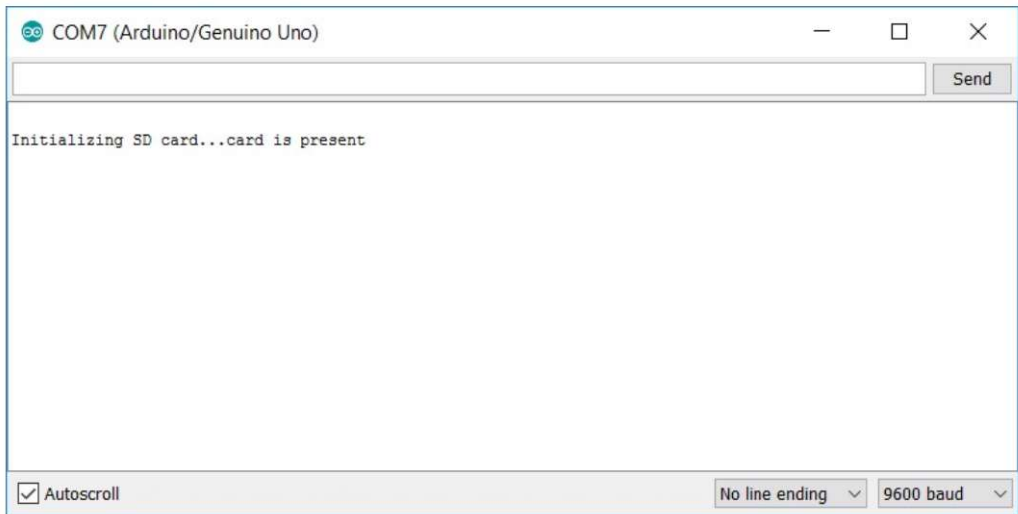 COM7 (Arduino/Genuino Uno)
Send
Initializing SD card...card is present
Autoscroll
No line ending
9600 baud